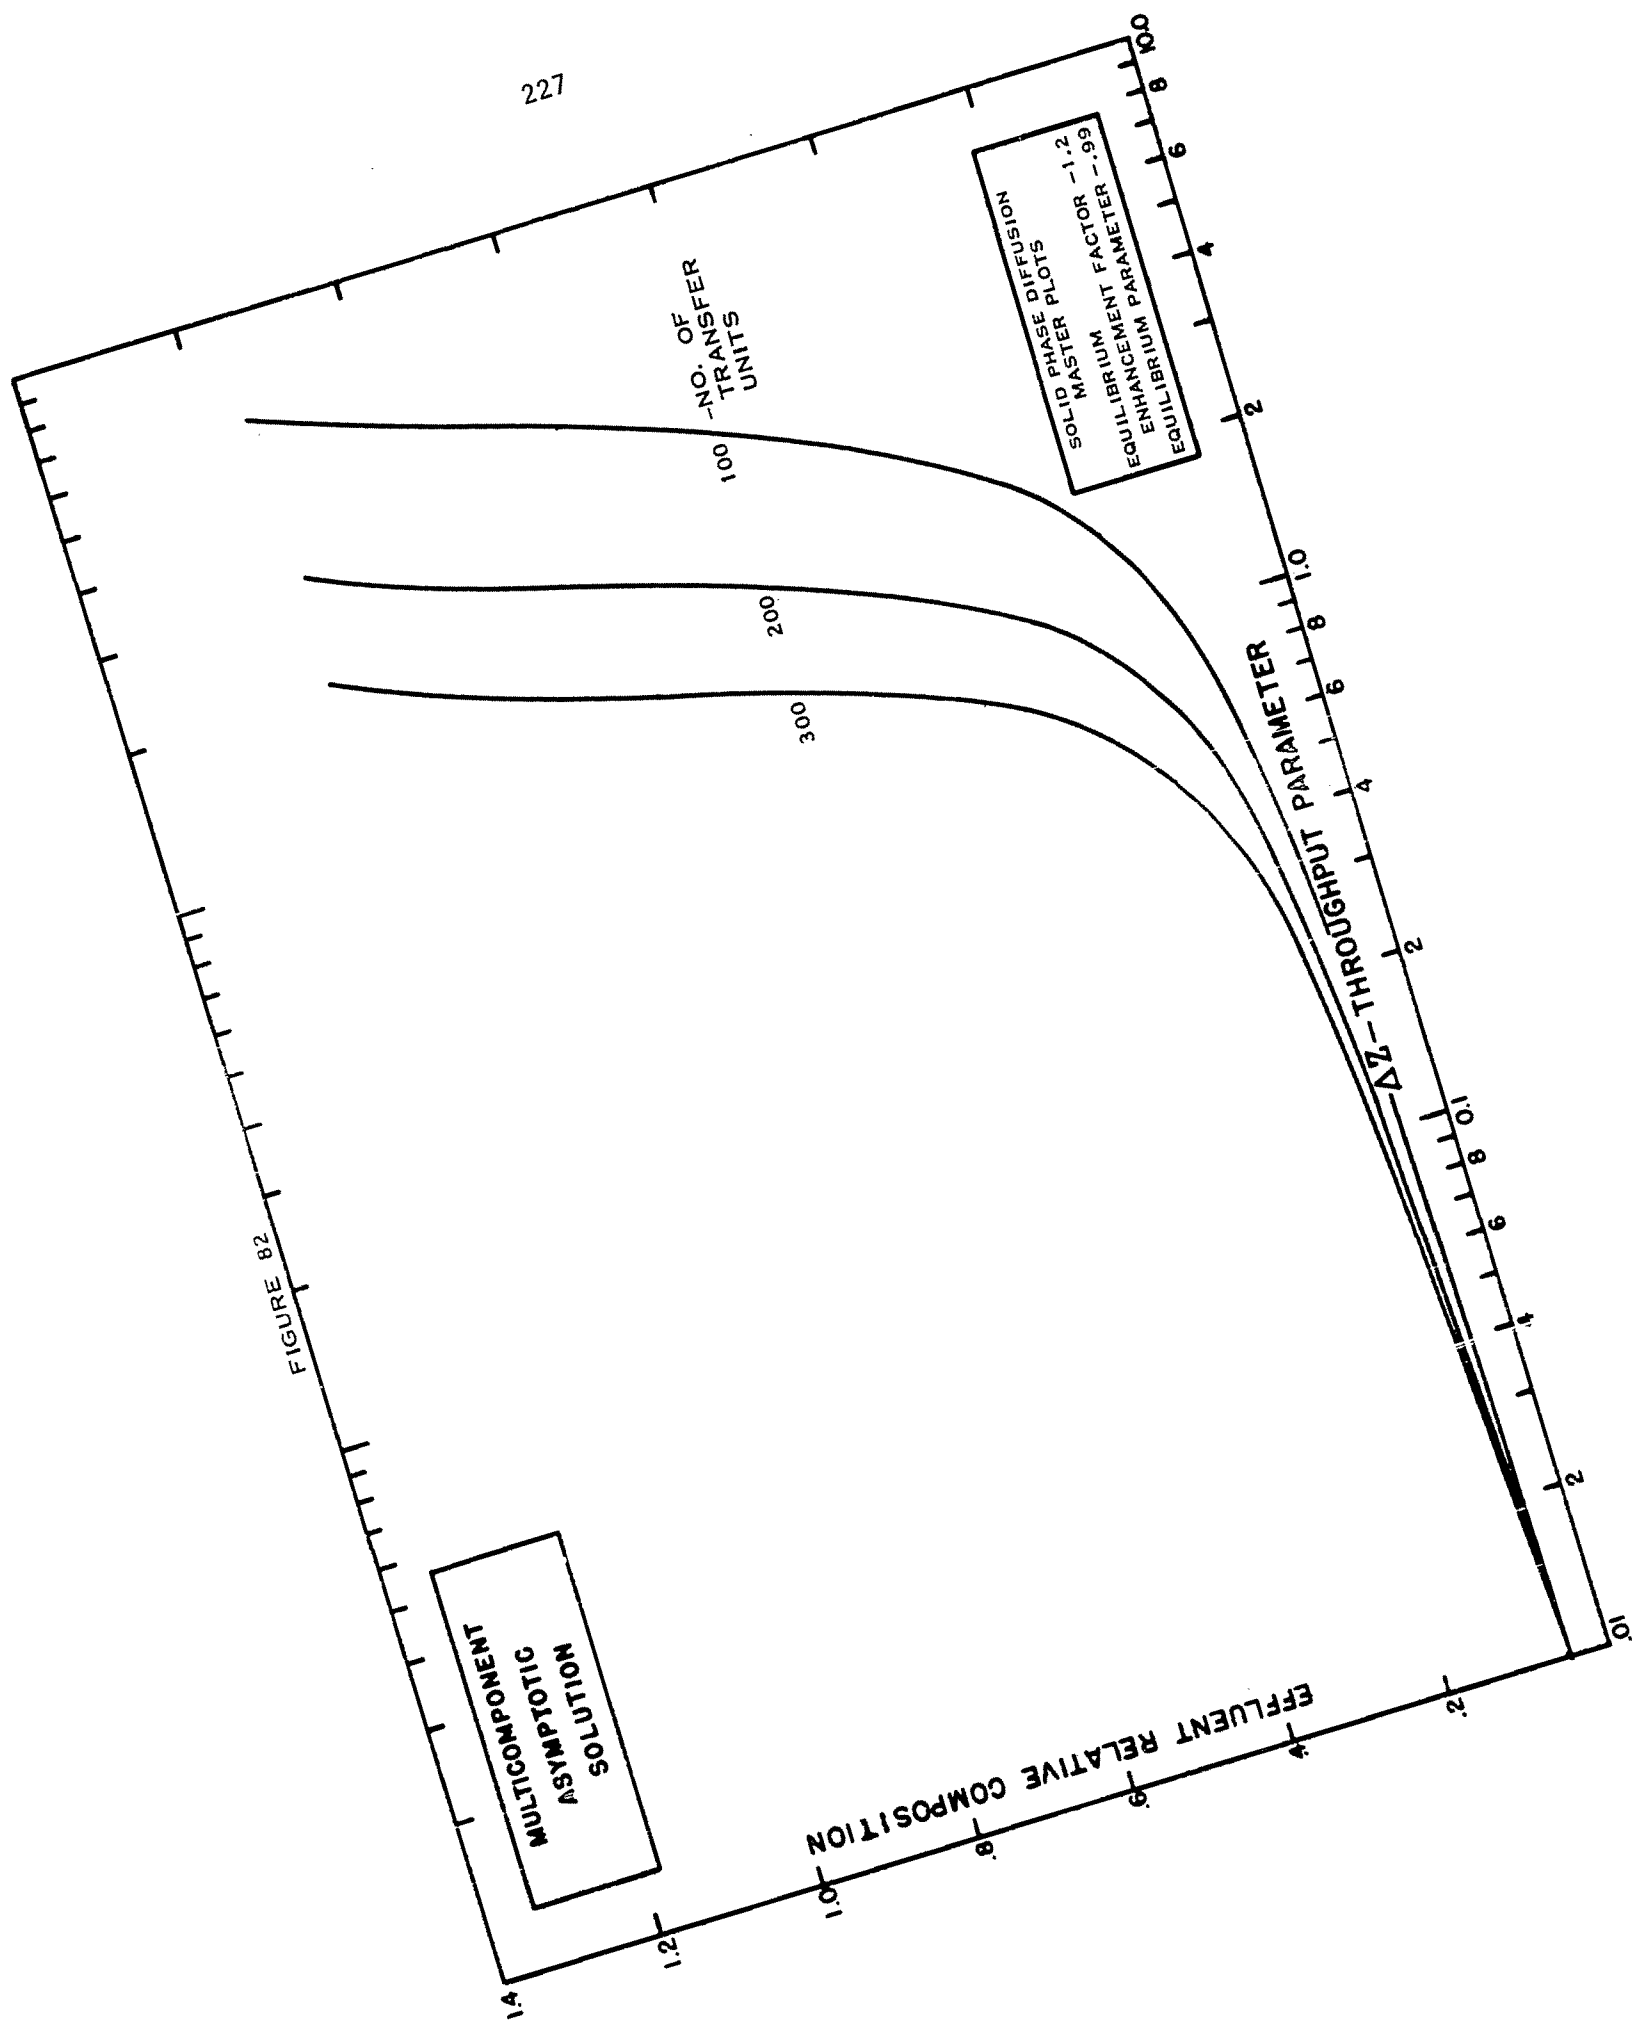 227
FIGURE 82
MULTICOMPONENT
ASYMPTOTIC
SOLUTION
EFFLUENT RELATIVE COMPOSITION
1.4
1.2
1.0
.8
.6
.4
.2
100 -NO. OF
TRANSFER
UNITS
200
300
SOLID PHASE DIFFUSION
MASTER PLOTS
EQUILIBRIUM
ENHANCEMENT FACTOR -1.2
EQUILIBRIUM PARAMETER -.99
.01
2
4
6
8
0.1
2
4
6
8
1.0
2
4
6
8
10.0
ΔZ-THROUGHPUT PARAMETER